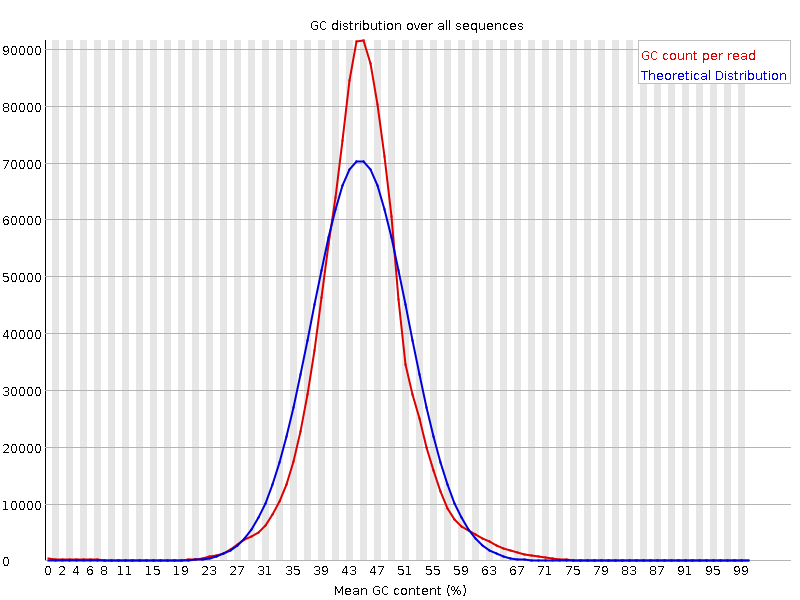 GC distribution over all sequences
GC count per read
Theoretical Distribution
90000
80000
70000
60000
50000
40000
30000
20000
10000
0
0 2 4 6 8 11 15 19 23 27 31 35 39 43 47 51 55 59 63 67 71 75 79 83 87 91 95 99
Mean GC content (%)